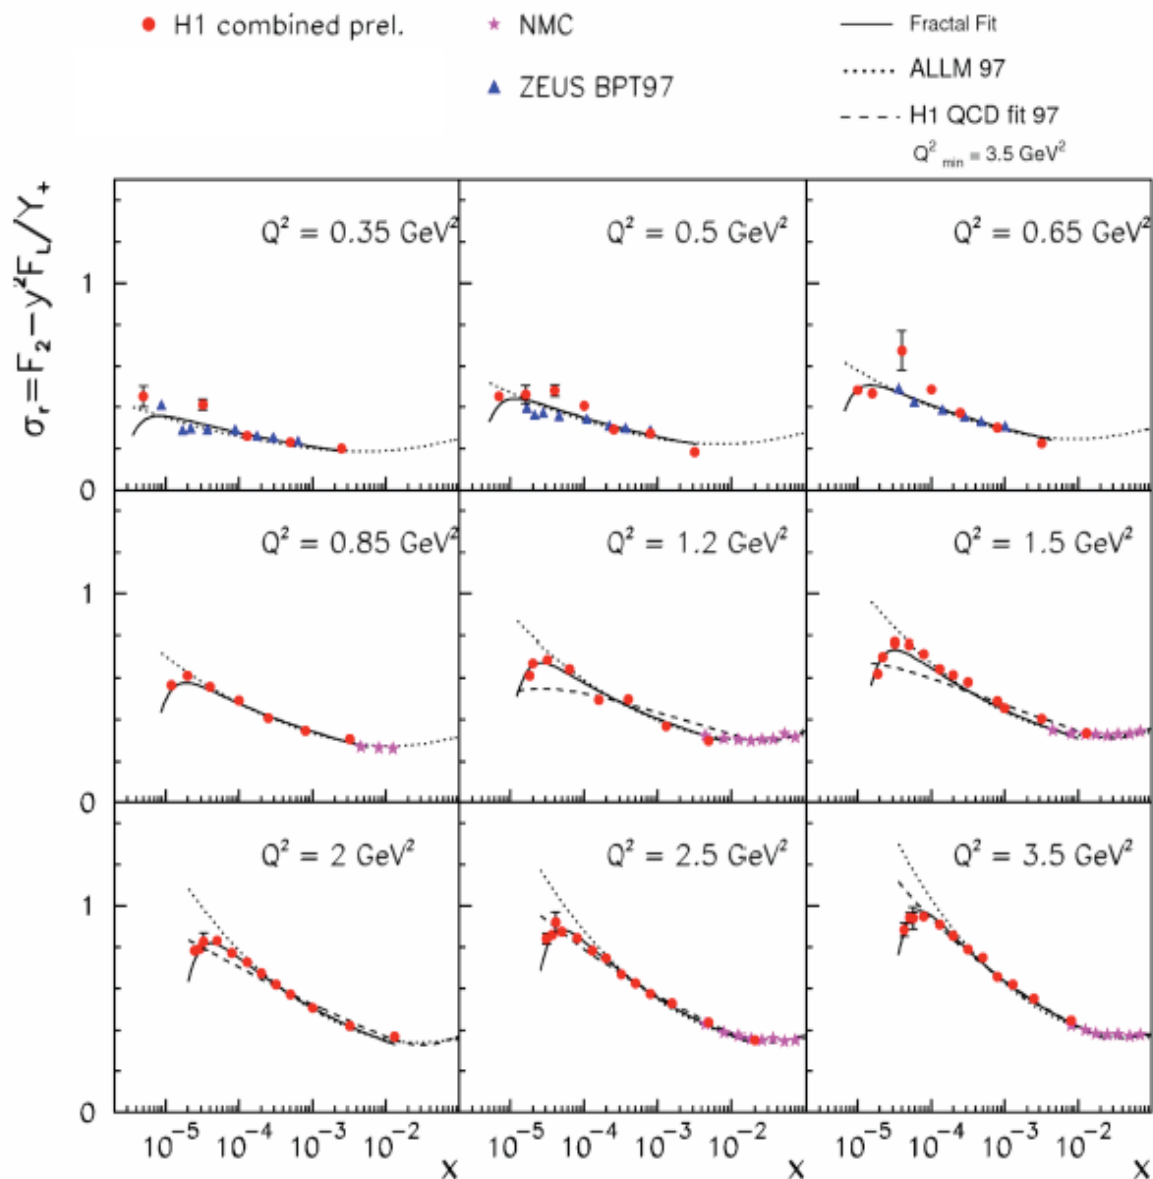 H1 combined prel.
NMC
Fractal Fit
ZEUS BPT97
ALLM 97
H1 QCD fit 97
Q² min = 3.5 GeV²
σr=F₂−y²F_L/Y₊
Q² = 0.35 GeV²
Q² = 0.5 GeV²
Q² = 0.65 GeV²
1
0
Q² = 0.85 GeV²
Q² = 1.2 GeV²
Q² = 1.5 GeV²
1
0
Q² = 2 GeV²
Q² = 2.5 GeV²
Q² = 3.5 GeV²
1
0
10⁻⁵ 10⁻⁴ 10⁻³ 10⁻² 10⁻⁵ 10⁻⁴ 10⁻³ 10⁻² 10⁻⁵ 10⁻⁴ 10⁻³ 10⁻²
x x x